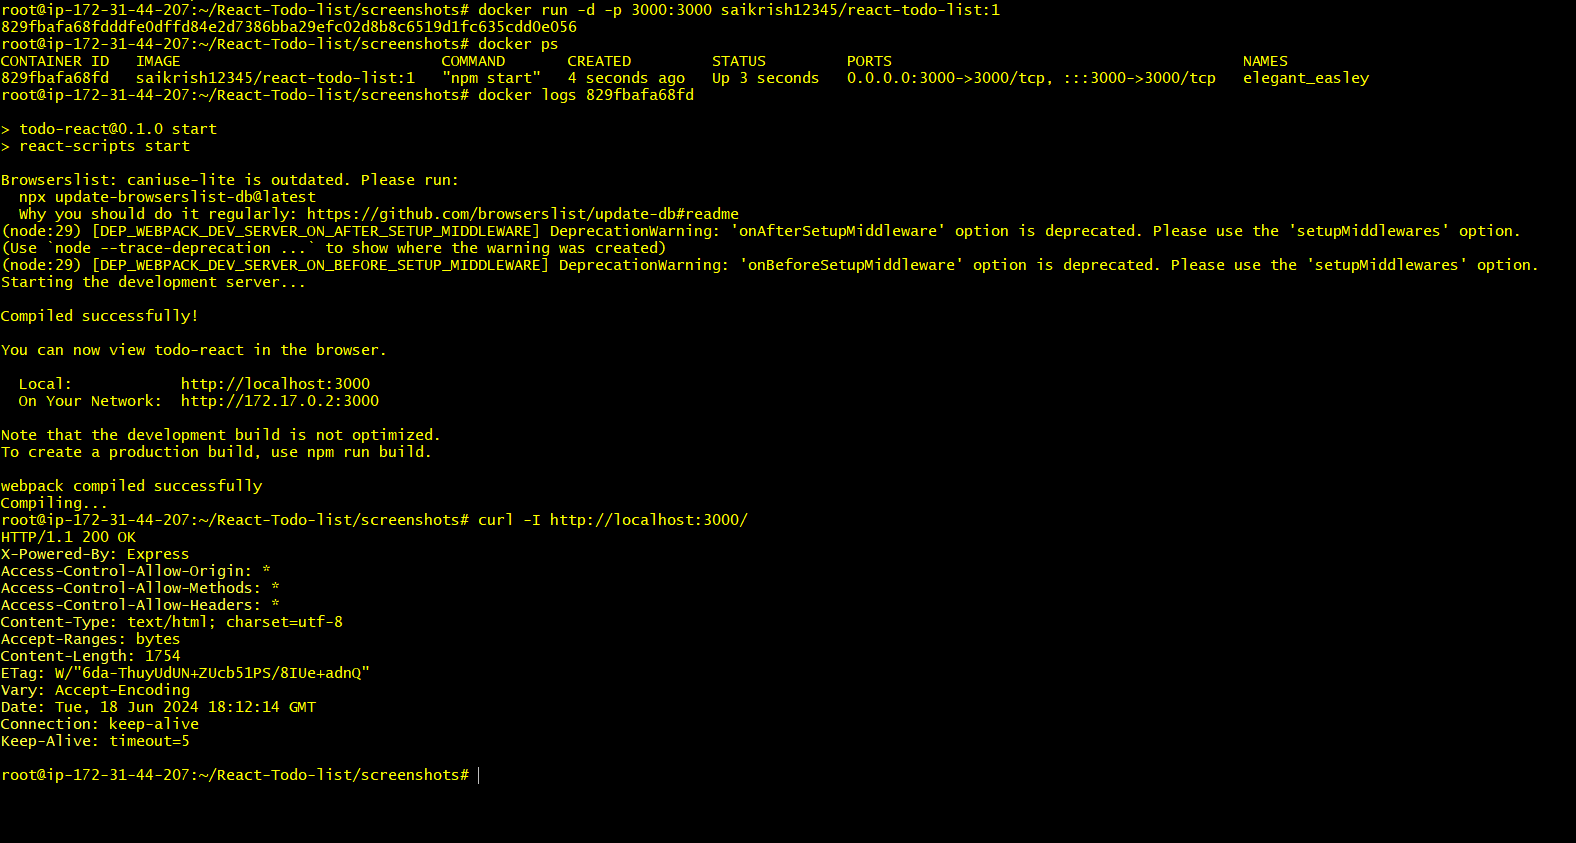 root@ip-172-31-44-207:~/React-Todo-list/screenshots# docker run -d -p 3000:3000 saikrish12345/react-todo-list:1
829fbafa68fdddfe0dffd84e2d7386bba29efc02d8b8c6519d1fc635cdd0e056
root@ip-172-31-44-207:~/React-Todo-list/screenshots# docker ps
CONTAINER ID   IMAGE                             COMMAND       CREATED         STATUS         PORTS                                       NAMES
829fbafa68fd   saikrish12345/react-todo-list:1   "npm start"   4 seconds ago   Up 3 seconds   0.0.0.0:3000->3000/tcp, :::3000->3000/tcp   elegant_easley
root@ip-172-31-44-207:~/React-Todo-list/screenshots# docker logs 829fbafa68fd
> todo-react@0.1.0 start
> react-scripts start
Browserslist: caniuse-lite is outdated. Please run:
  npx update-browserslist-db@latest
  Why you should do it regularly: https://github.com/browserslist/update-db#readme
(node:29) [DEP_WEBPACK_DEV_SERVER_ON_AFTER_SETUP_MIDDLEWARE] DeprecationWarning: 'onAfterSetupMiddleware' option is deprecated. Please use the 'setupMiddlewares' option.
(Use `node --trace-deprecation ...` to show where the warning was created)
(node:29) [DEP_WEBPACK_DEV_SERVER_ON_BEFORE_SETUP_MIDDLEWARE] DeprecationWarning: 'onBeforeSetupMiddleware' option is deprecated. Please use the 'setupMiddlewares' option.
Starting the development server...
Compiled successfully!
You can now view todo-react in the browser.
  Local:            http://localhost:3000
  On Your Network:  http://172.17.0.2:3000
Note that the development build is not optimized.
To create a production build, use npm run build.
webpack compiled successfully
Compiling...
root@ip-172-31-44-207:~/React-Todo-list/screenshots# curl -I http://localhost:3000/
HTTP/1.1 200 OK
X-Powered-By: Express
Access-Control-Allow-Origin: *
Access-Control-Allow-Methods: *
Access-Control-Allow-Headers: *
Content-Type: text/html; charset=utf-8
Accept-Ranges: bytes
Content-Length: 1754
ETag: W/"6da-ThuyUdUN+ZUcb51PS/8IUe+adnQ"
Vary: Accept-Encoding
Date: Tue, 18 Jun 2024 18:12:14 GMT
Connection: keep-alive
Keep-Alive: timeout=5
root@ip-172-31-44-207:~/React-Todo-list/screenshots#